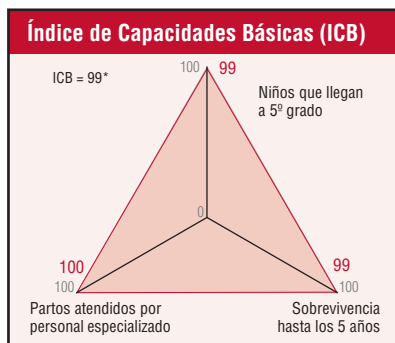 Índice de Capacidades Básicas (ICB)
ICB = 99*
100
99
Niños que llegan
a 5º grado
0
100
100
99
100
Partos atendidos por
personal especializado
Sobrevivencia
hasta los 5 años